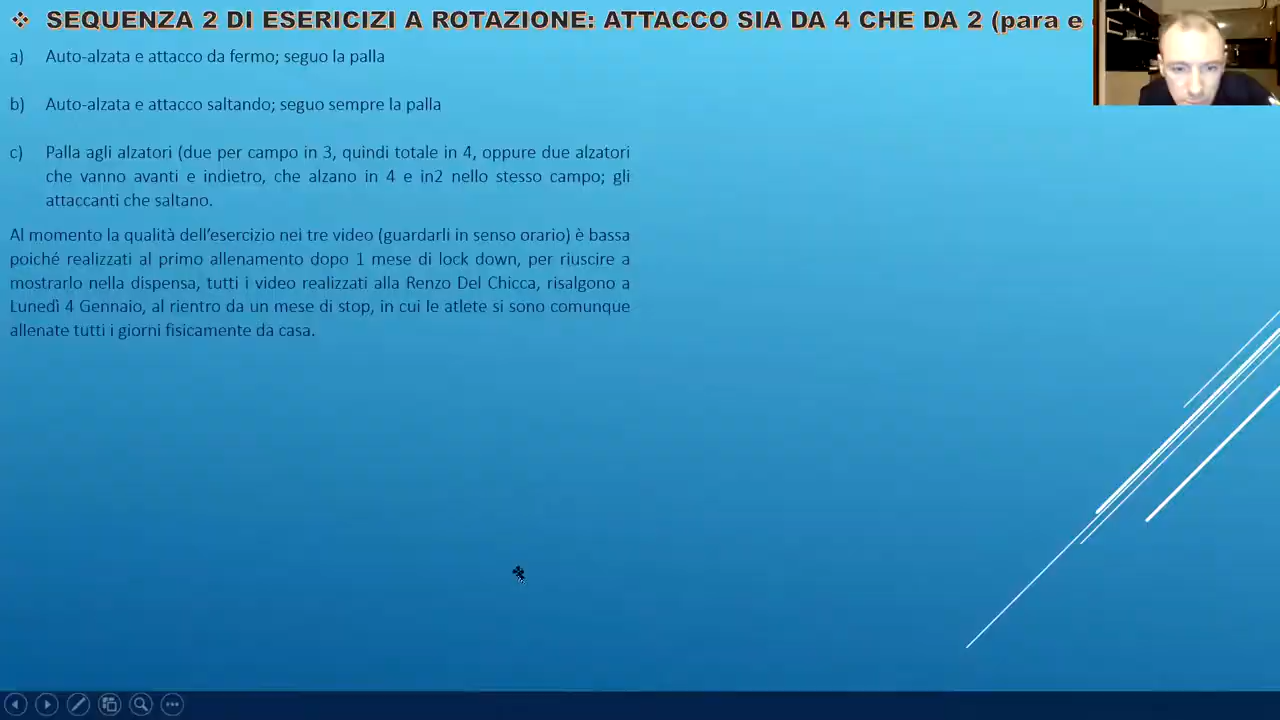 ❖ SEQUENZA 2 DI ESERICIZI A ROTAZIONE: ATTACCO SIA DA 4 CHE DA 2 (para e
a) Auto-alzata e attacco da fermo; seguo la palla
b) Auto-alzata e attacco saltando; seguo sempre la palla
c) Palla agli alzatori (due per campo in 3, quindi totale in 4, oppure due alzatori
che vanno avanti e indietro, che alzano in 4 e in2 nello stesso campo; gli
attaccanti che saltano.
Al momento la qualità dell'esercizio nei tre video (guardarli in senso orario) è bassa
poiché realizzati al primo allenamento dopo 1 mese di lock down, per riuscire a
mostrarlo nella dispensa, tutti i video realizzati alla Renzo Del Chicca, risalgono a
Lunedì 4 Gennaio, al rientro da un mese di stop, in cui le atlete si sono comunque
allenate tutti i giorni fisicamente da casa.